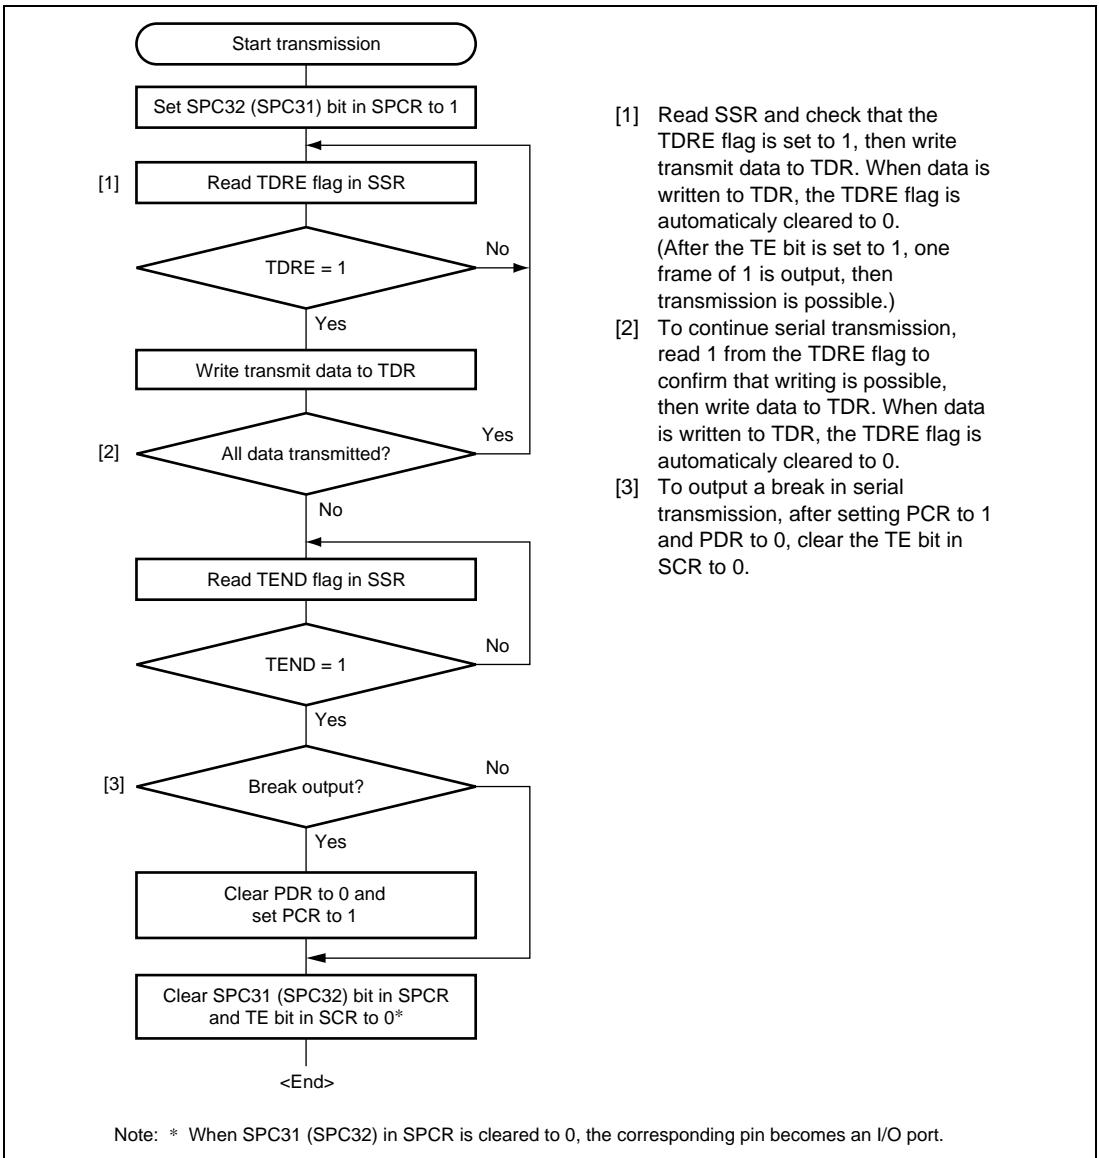 Start transmission
Set SPC32 (SPC31) bit in SPCR to 1
[1]
Read TDRE flag in SSR
No
TDRE = 1
Yes
Write transmit data to TDR
Yes
[2]
All data transmitted?
No
Read TEND flag in SSR
No
TEND = 1
Yes
No
[3]
Break output?
Yes
Clear PDR to 0 and
set PCR to 1
Clear SPC31 (SPC32) bit in SPCR
and TE bit in SCR to 0*
<End>
[1] Read SSR and check that the
TDRE flag is set to 1, then write
transmit data to TDR. When data is
written to TDR, the TDRE flag is
automaticaly cleared to 0.
(After the TE bit is set to 1, one
frame of 1 is output, then
transmission is possible.)
[2] To continue serial transmission,
read 1 from the TDRE flag to
confirm that writing is possible,
then write data to TDR. When data
is written to TDR, the TDRE flag is
automaticaly cleared to 0.
[3] To output a break in serial
transmission, after setting PCR to 1
and PDR to 0, clear the TE bit in
SCR to 0.
Note: * When SPC31 (SPC32) in SPCR is cleared to 0, the corresponding pin becomes an I/O port.